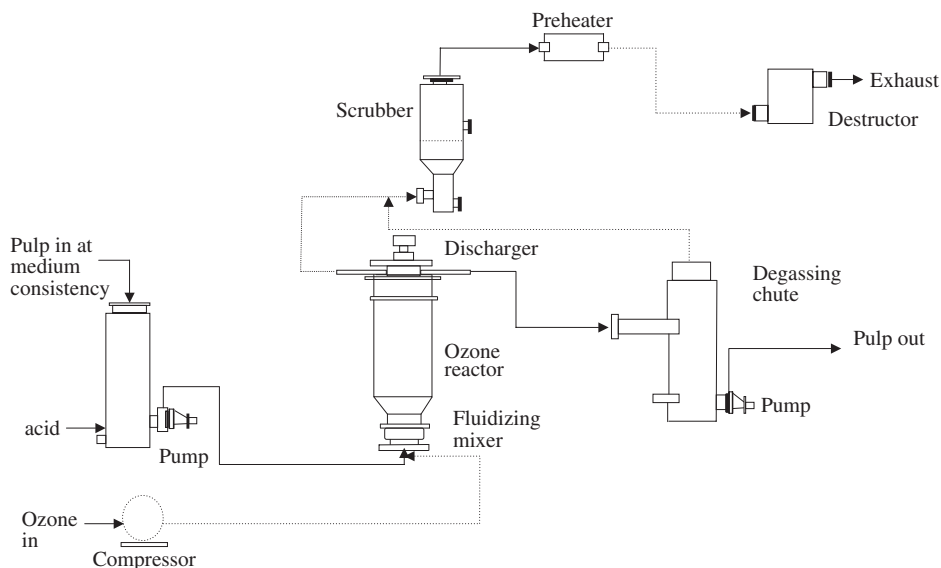 Preheater
Scrubber
Exhaust
Destructor
Pulp in at
medium
consistency
Discharger
Degassing
chute
Ozone
reactor
Pulp out
acid
Pump
Fluidizing
mixer
Pump
Ozone
in
Compressor